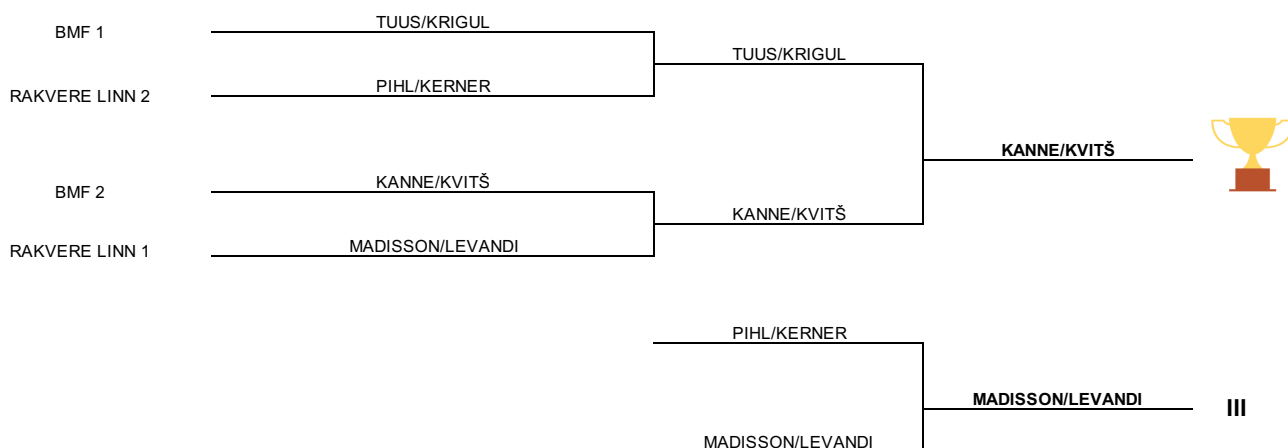 BMF 1
TUUS/KRIGUL
TUUS/KRIGUL
RAKVERE LINN 2
PIHL/KERNER
KANNE/KVITŠ
BMF 2
KANNE/KVITŠ
KANNE/KVITŠ
RAKVERE LINN 1
MADISSON/LEVANDI
PIHL/KERNER
MADISSON/LEVANDI
III
MADISSON/LEVANDI